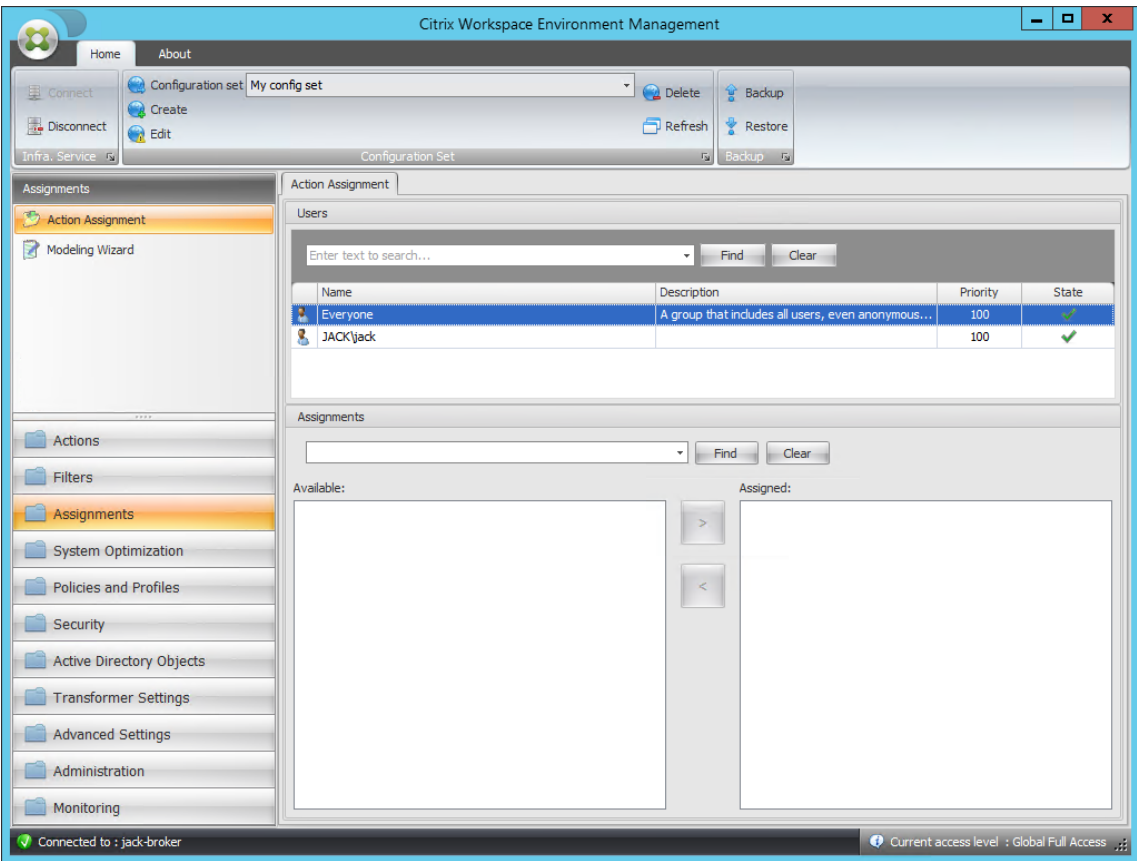 Citrix Workspace Environment Management
Home About
Connect
Disconnect
Infra. Service
Configuration set My config set
Create
Edit
Delete
Refresh
Configuration Set
Backup
Restore
Backup
Assignments
Action Assignment
Modeling Wizard
Actions
Filters
Assignments
System Optimization
Policies and Profiles
Security
Active Directory Objects
Transformer Settings
Advanced Settings
Administration
Monitoring
Action Assignment
Users
Enter text to search... Find Clear
Name Description Priority State
Everyone A group that includes all users, even anonymous... 100
JACK\jack 100
Assignments
Find Clear
Available: Assigned:
>
<
Connected to : jack-broker Current access level : Global Full Access